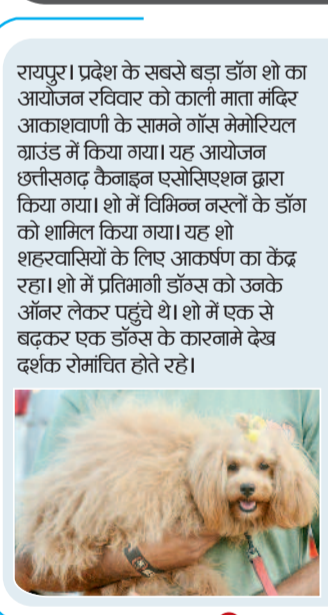 रायपुर। प्रदेश के सबसे बड़ा डॉग शो का
आयोजन रविवार को काली माता मंदिर
आकाशवाणी के सामने गॉस मेमोरियल
ग्राउंड में किया गया। यह आयोजन
छत्तीसगढ़ कैनाइन एसोसिएशन द्वारा
किया गया। शो में विभिन्न नस्लों के डॉग
को शामिल किया गया। यह शो
शहरवासियों के लिए आकर्षण का केंद्र
रहा। शो में प्रतिभागी डॉग्स को उनके
ऑनर लेकर पहुंचे थे। शो में एक से
बढ़कर एक डॉग्स के कारनामे देख
दर्शक रोमांचित होते रहे।